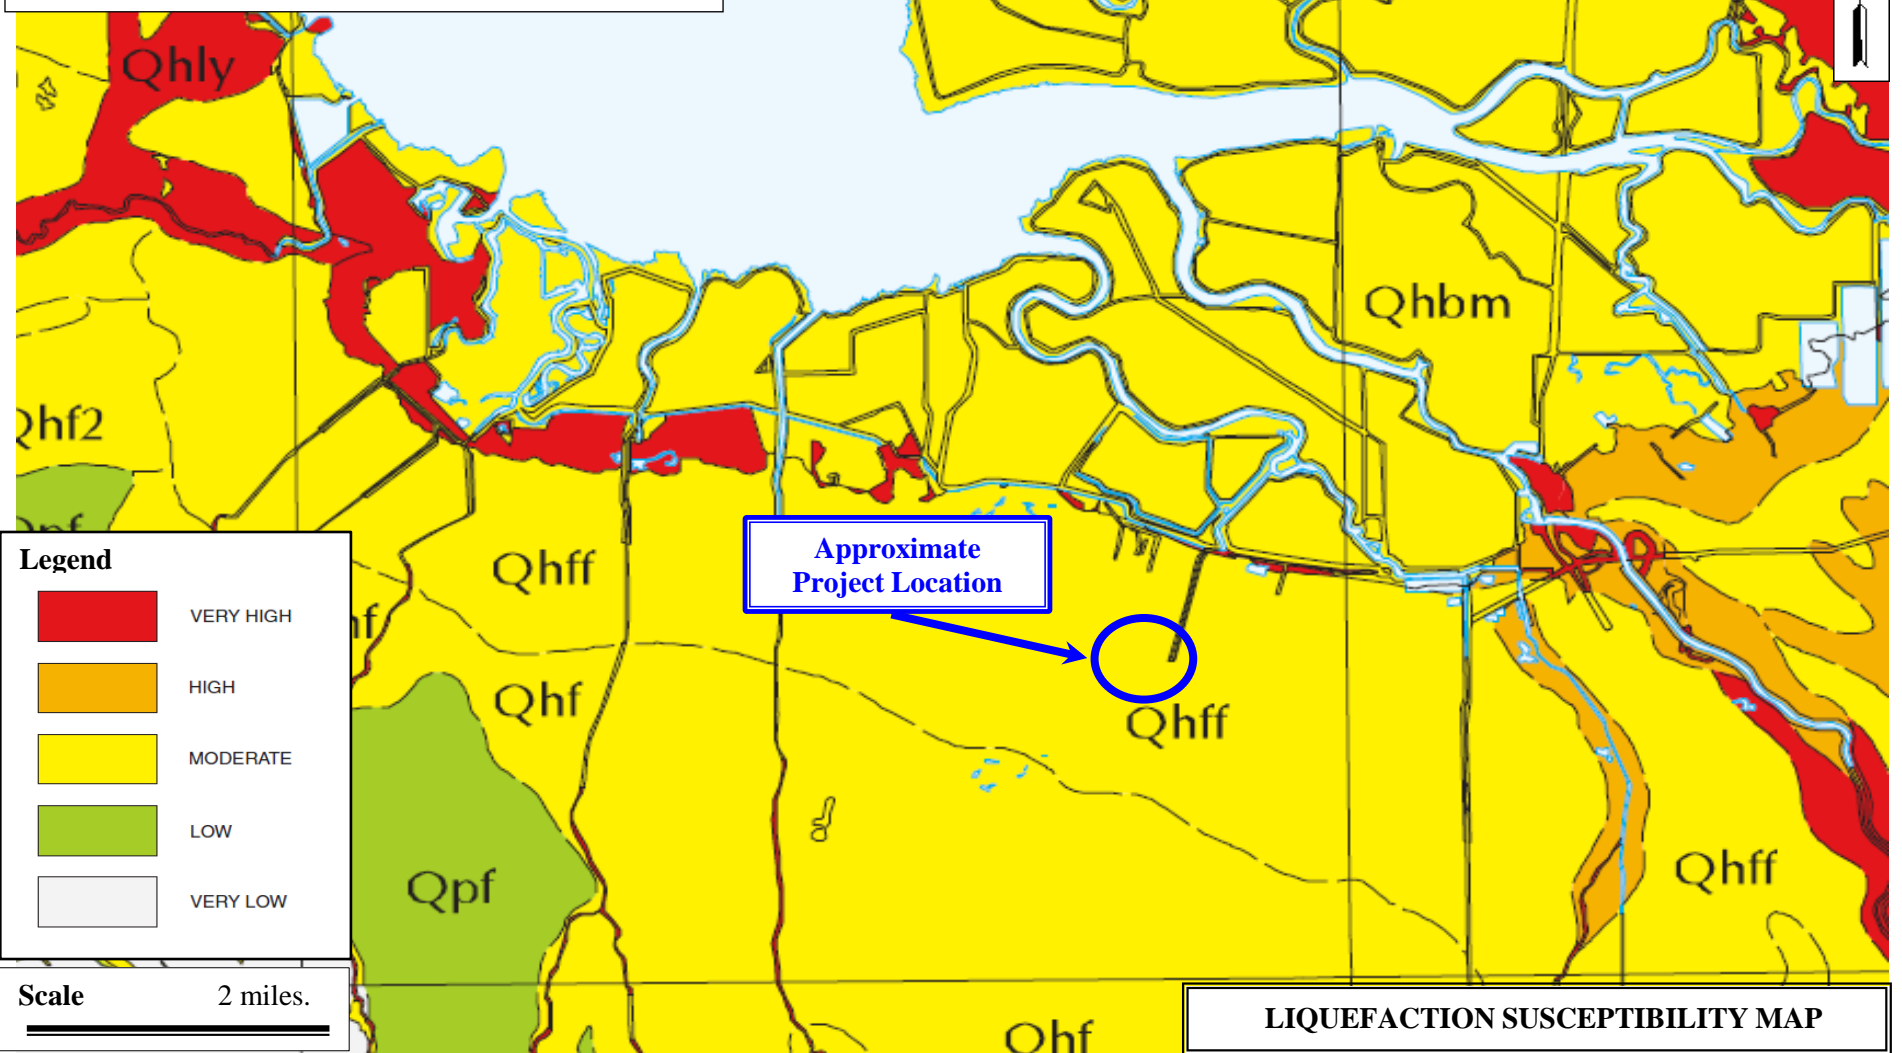 Qhly
Qhbm
Qhf2
Qpf
Legend
VERY HIGH
HIGH
MODERATE
LOW
VERY LOW
Scale 2 miles.
Qhff
Approximate
Project Location
Qhf
Qhff
Qpf
Qhff
Qhf
LIQUEFACTION SUSCEPTIBILITY MAP